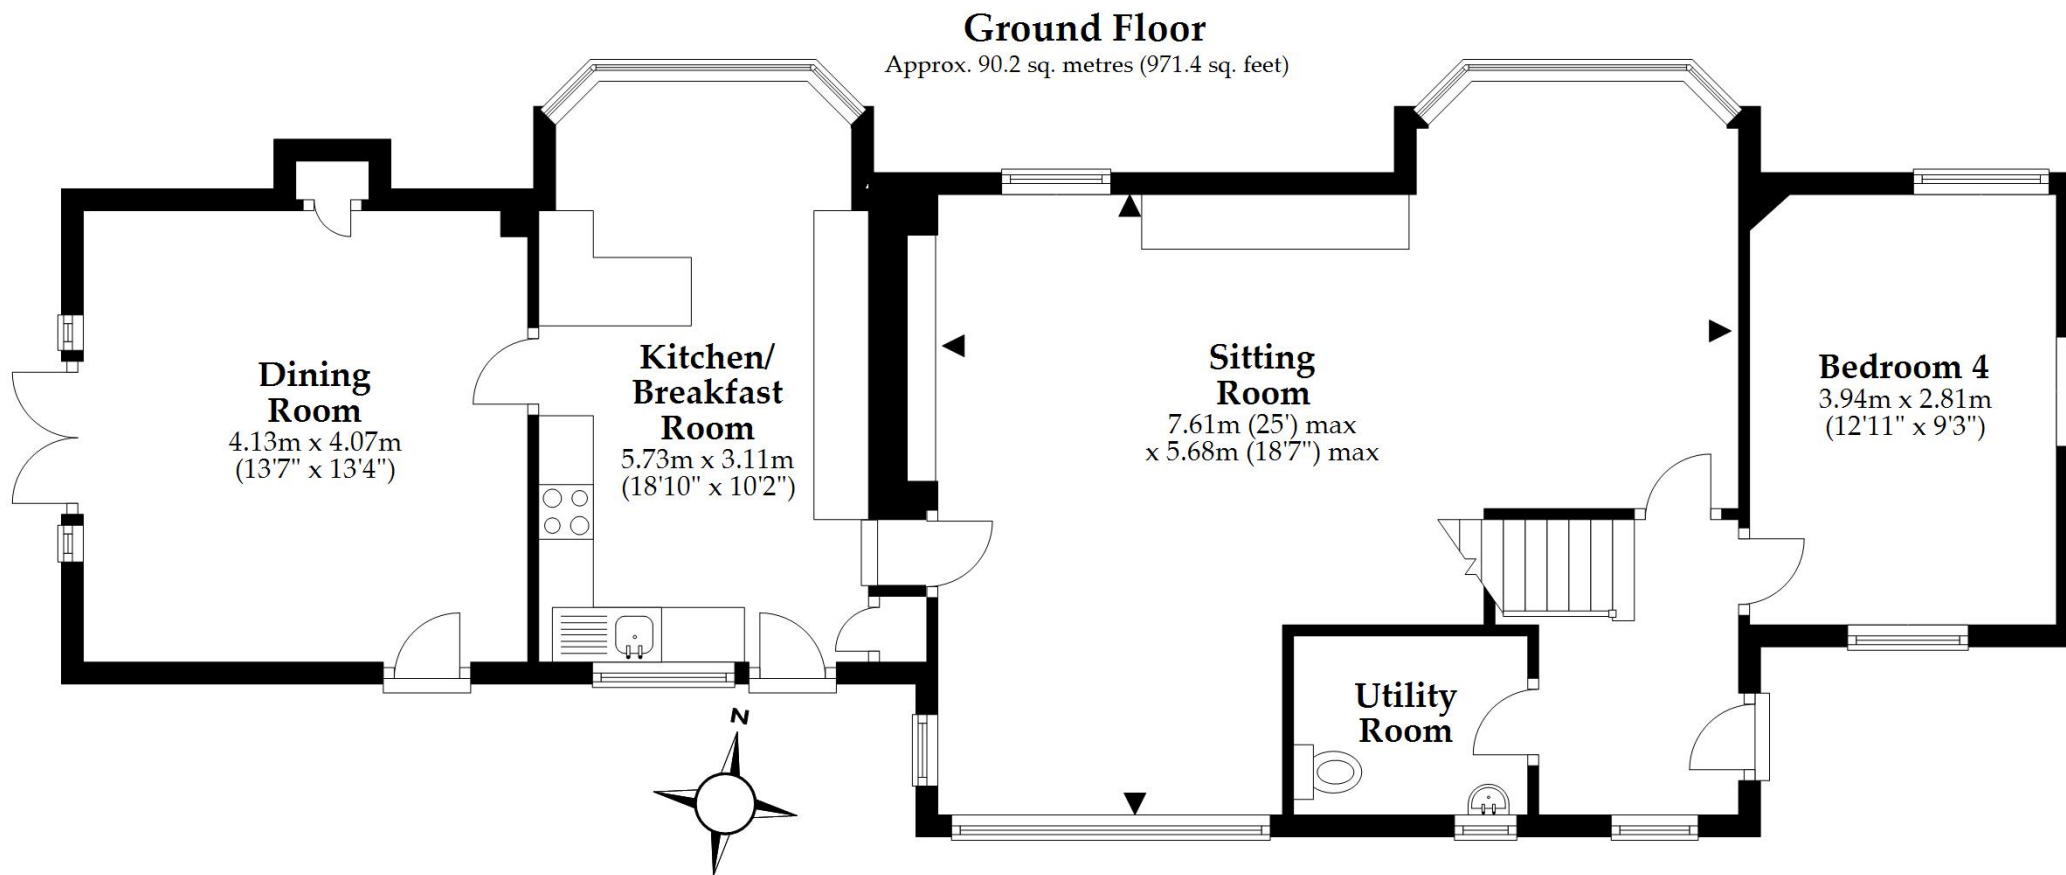 Ground Floor
Approx. 90.2 sq. metres (971.4 sq. feet)
Dining
Room
4.13m x 4.07m
(13'7" x 13'4")
Kitchen/
Breakfast
Room
5.73m x 3.11m
(18'10" x 10'2")
Sitting
Room
7.61m (25') max
x 5.68m (18'7") max
Bedroom 4
3.94m x 2.81m
(12'11" x 9'3")
Utility
Room
N